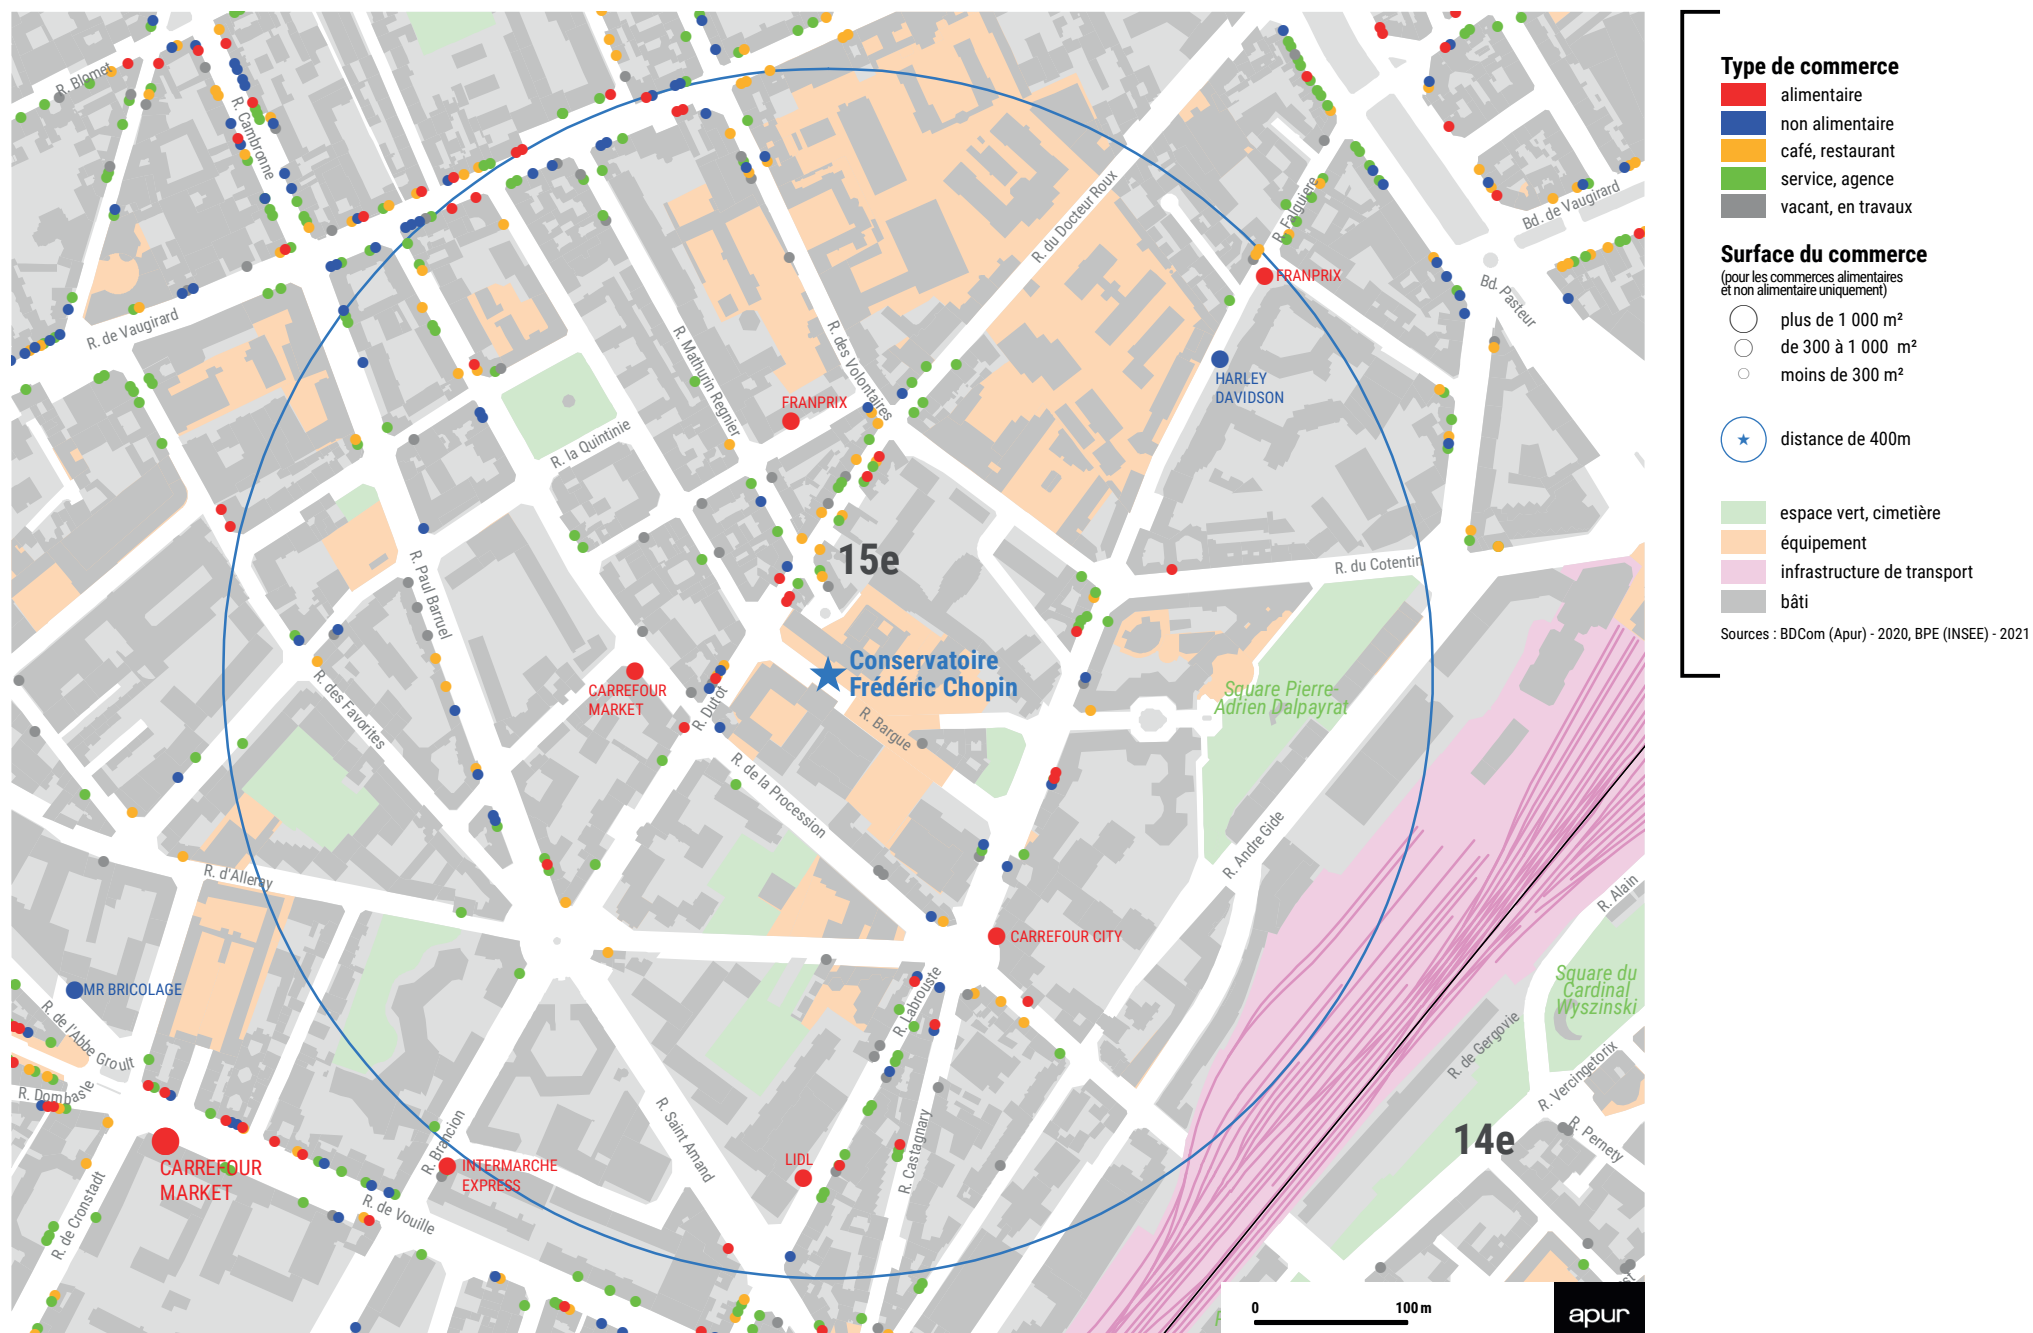 R. Blomet
R. Cambronne
R. de Vaugirard
R. Mathurin Regnier
R. des Volontaires
R. du Docteur Roux
R. Falguiere
Bd. de Vaugirard
Bd. Pasteur
FRANPRIX
HARLEY
DAVIDSON
FRANPRIX
R. la Quintinie
15e
R. du Cotentin
R. Paul Barruel
Conservatoire
Frédéric Chopin
CARREFOUR
MARKET
R. Dutot
R. Bargue
Square Pierre-
Adrien Dalpayrat
R. des Favorites
R. de la Procession
R. Andre Gide
R. d'Alleray
CARREFOUR CITY
R. Alain
MR BRICOLAGE
Square du
Cardinal
Wyszinski
R. de l'Abbe Groult
R. Labrouste
R. de Gergovie
R. Vercingetorix
R. Dombasle
R. Pernety
14e
R. Brancion
R. Saint Amand
R. Castagnary
LIDL
INTERMARCHE
EXPRESS
CARREFOUR
MARKET
R. de Cronstadt
R. de Vouille
0 100 m
apur
Type de commerce
alimentaire
non alimentaire
café, restaurant
service, agence
vacant, en travaux
Surface du commerce
(pour les commerces alimentaires
et non alimentaire uniquement)
plus de 1 000 m²
de 300 à 1 000 m²
moins de 300 m²
distance de 400m
espace vert, cimetière
équipement
infrastructure de transport
bâti
Sources : BDCom (Apur) - 2020, BPE (INSEE) - 2021